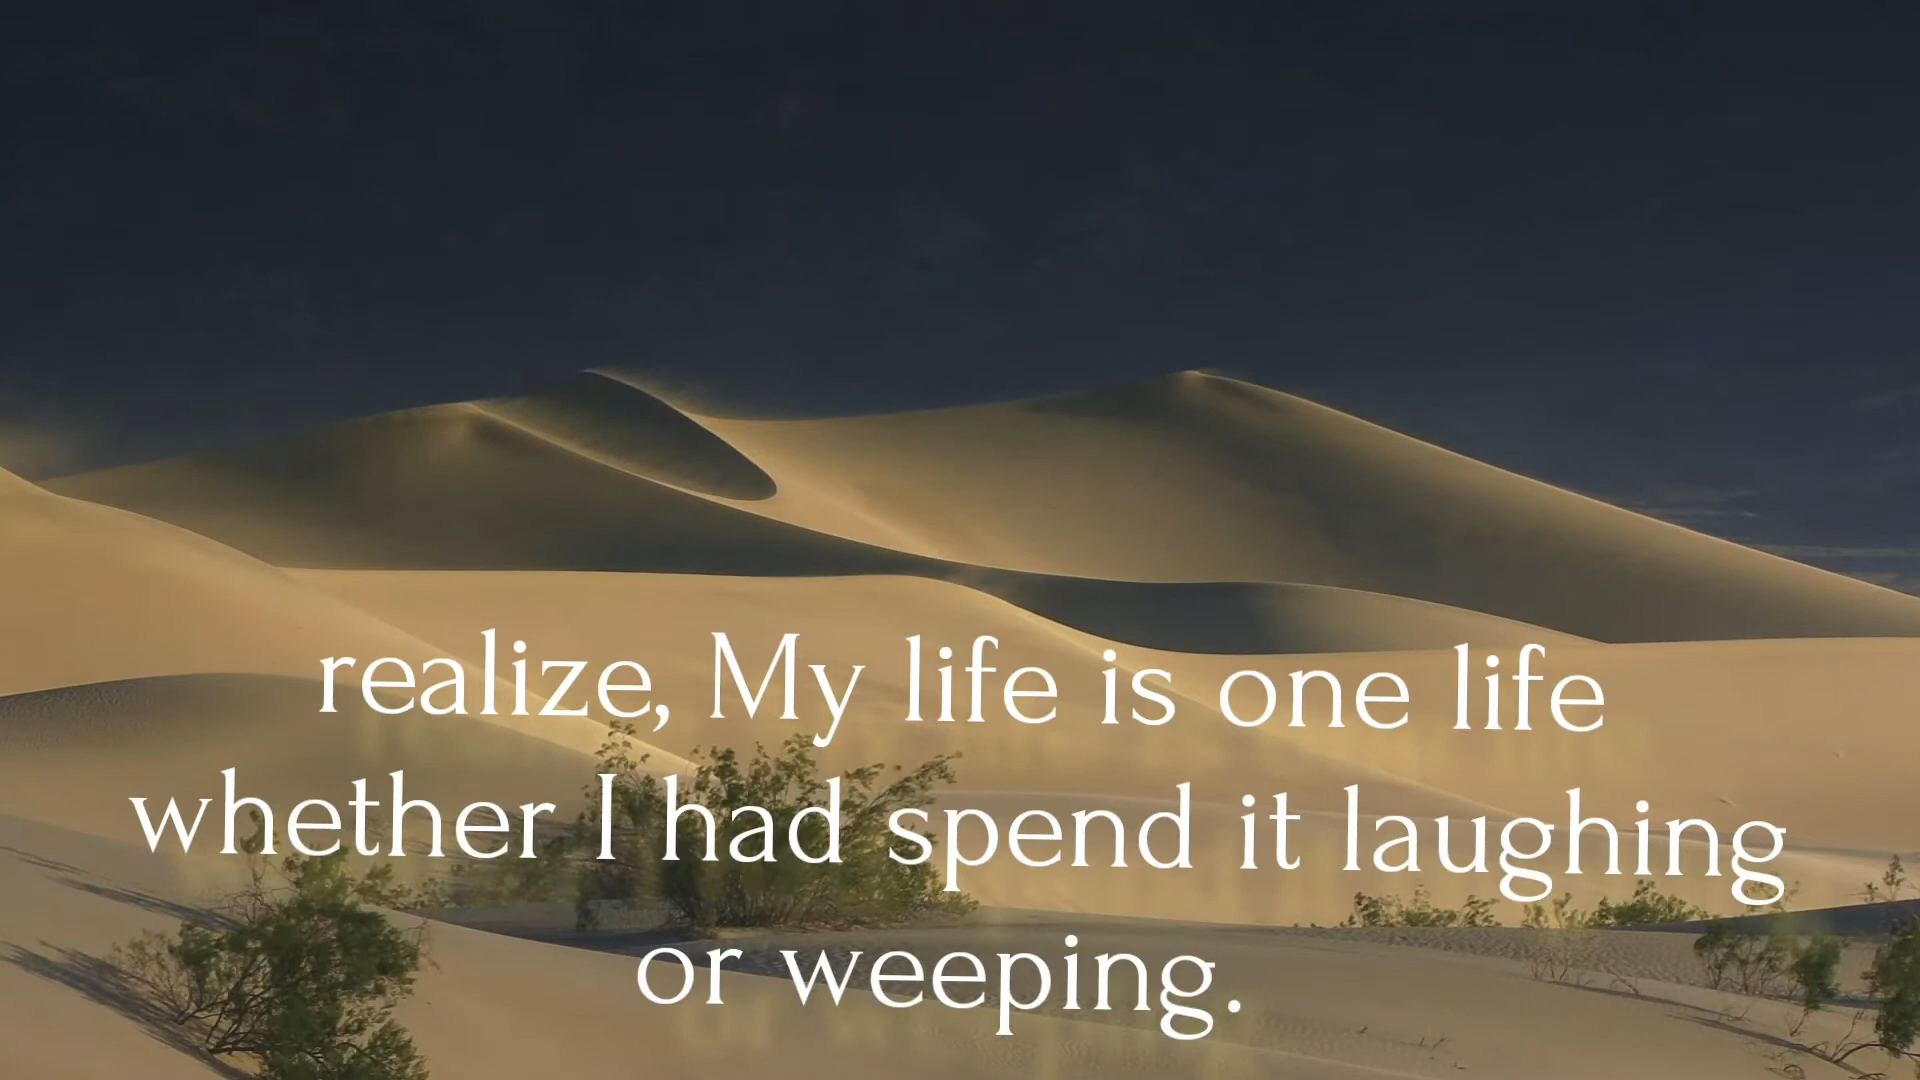 realize, My life is one life
whether I had spend it laughing
or weeping.